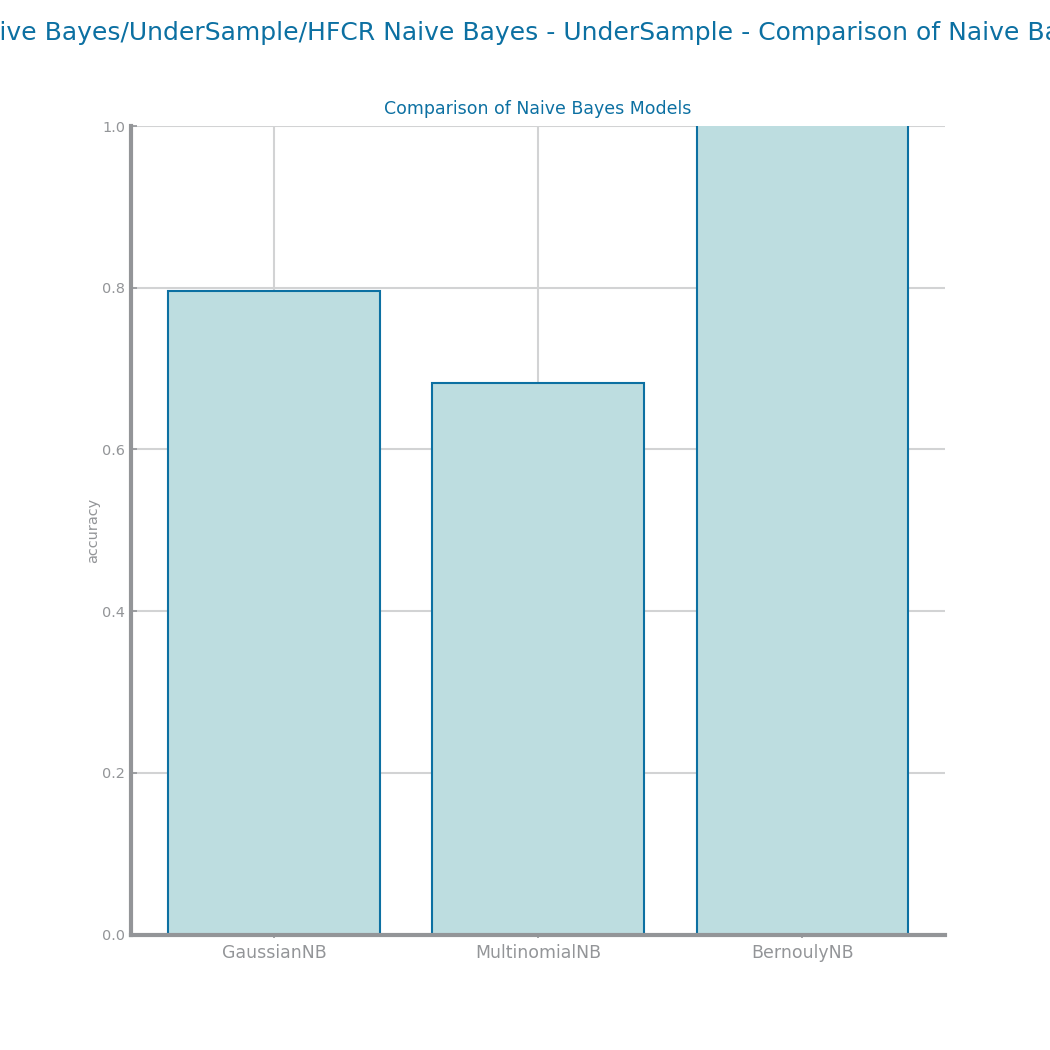 ive Bayes/UnderSample/HFCR Naive Bayes - UnderSample - Comparison of Naive Ba
Comparison of Naive Bayes Models
1.0
0.8
0.6
0.4
0.2
0.0
accuracy
GaussianNB MultinomialNB BernoulyNB